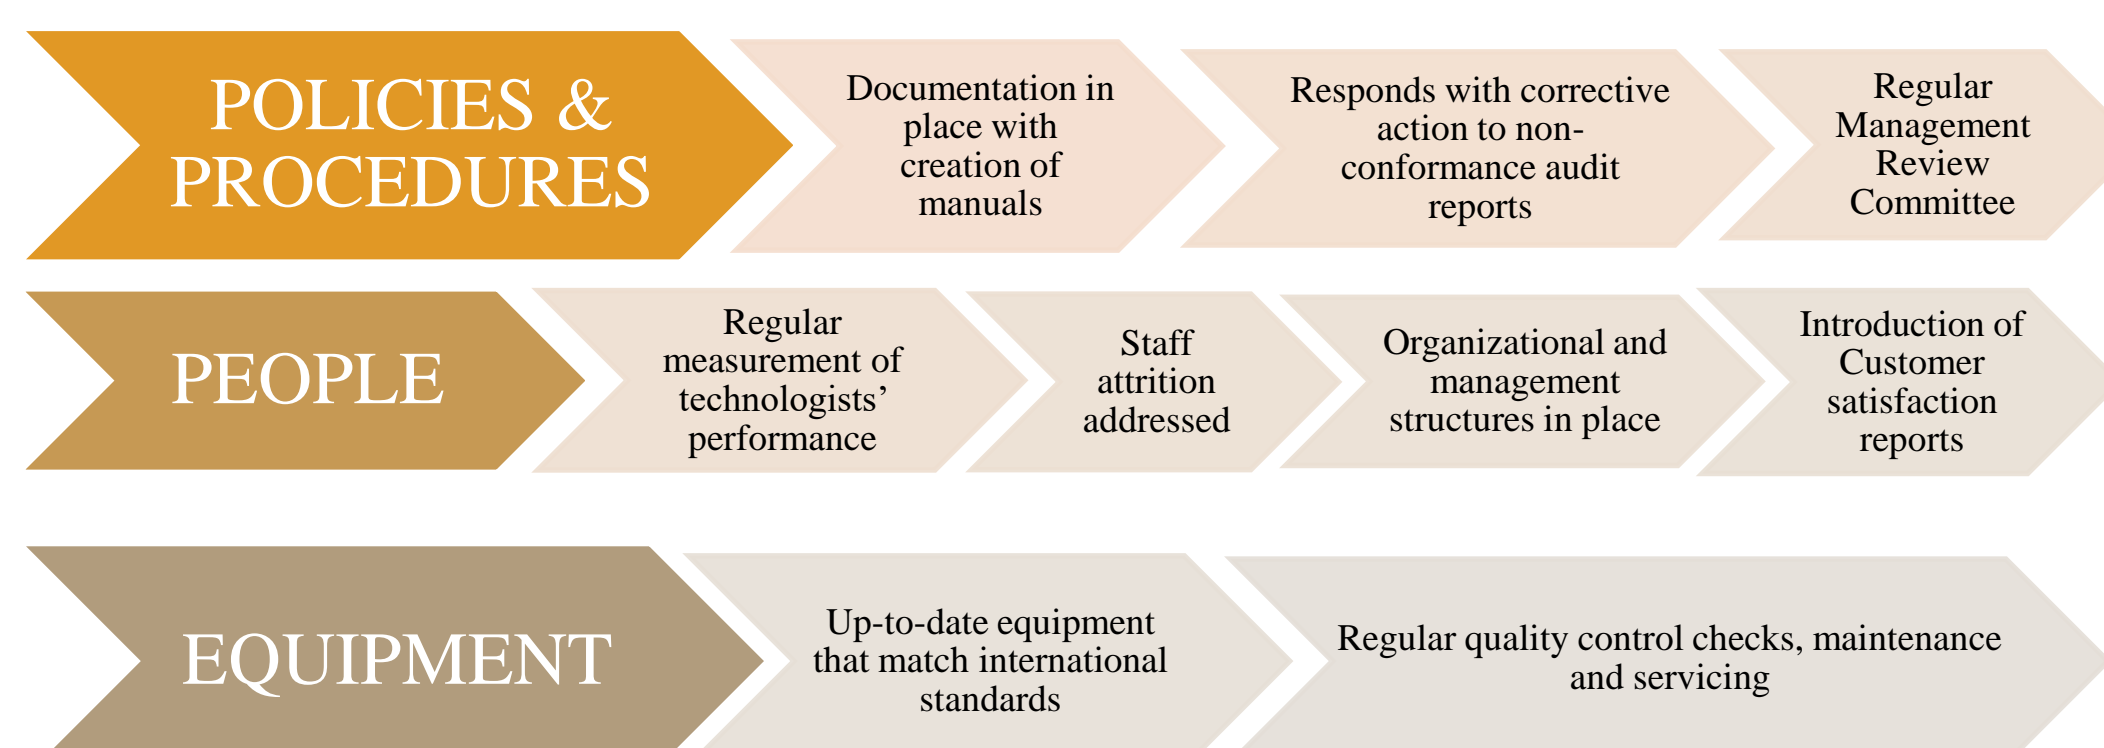 POLICIES &
PROCEDURES
Documentation in
place with
creation of
manuals
Responds with corrective
action to non-
conformance audit
reports
Regular
Management
Review
Committee
PEOPLE
Regular
measurement of
technologists’
performance
Staff
attrition
addressed
Organizational and
management
structures in place
Introduction of
Customer
satisfaction
reports
EQUIPMENT
Up-to-date equipment
that match international
standards
Regular quality control checks, maintenance
and servicing